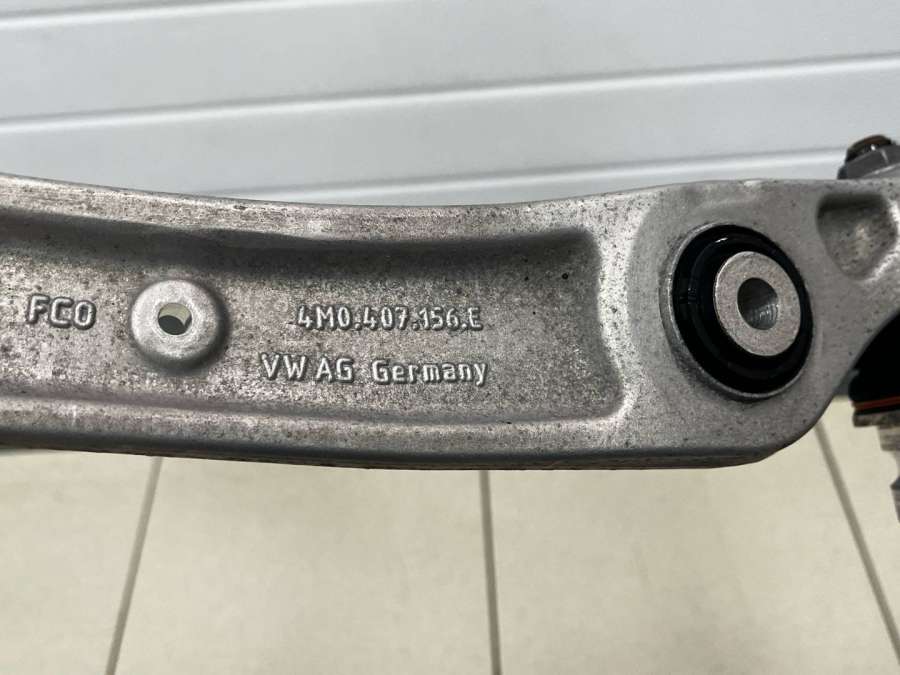 FCO
4M0.407.156.E
VW AG Germany